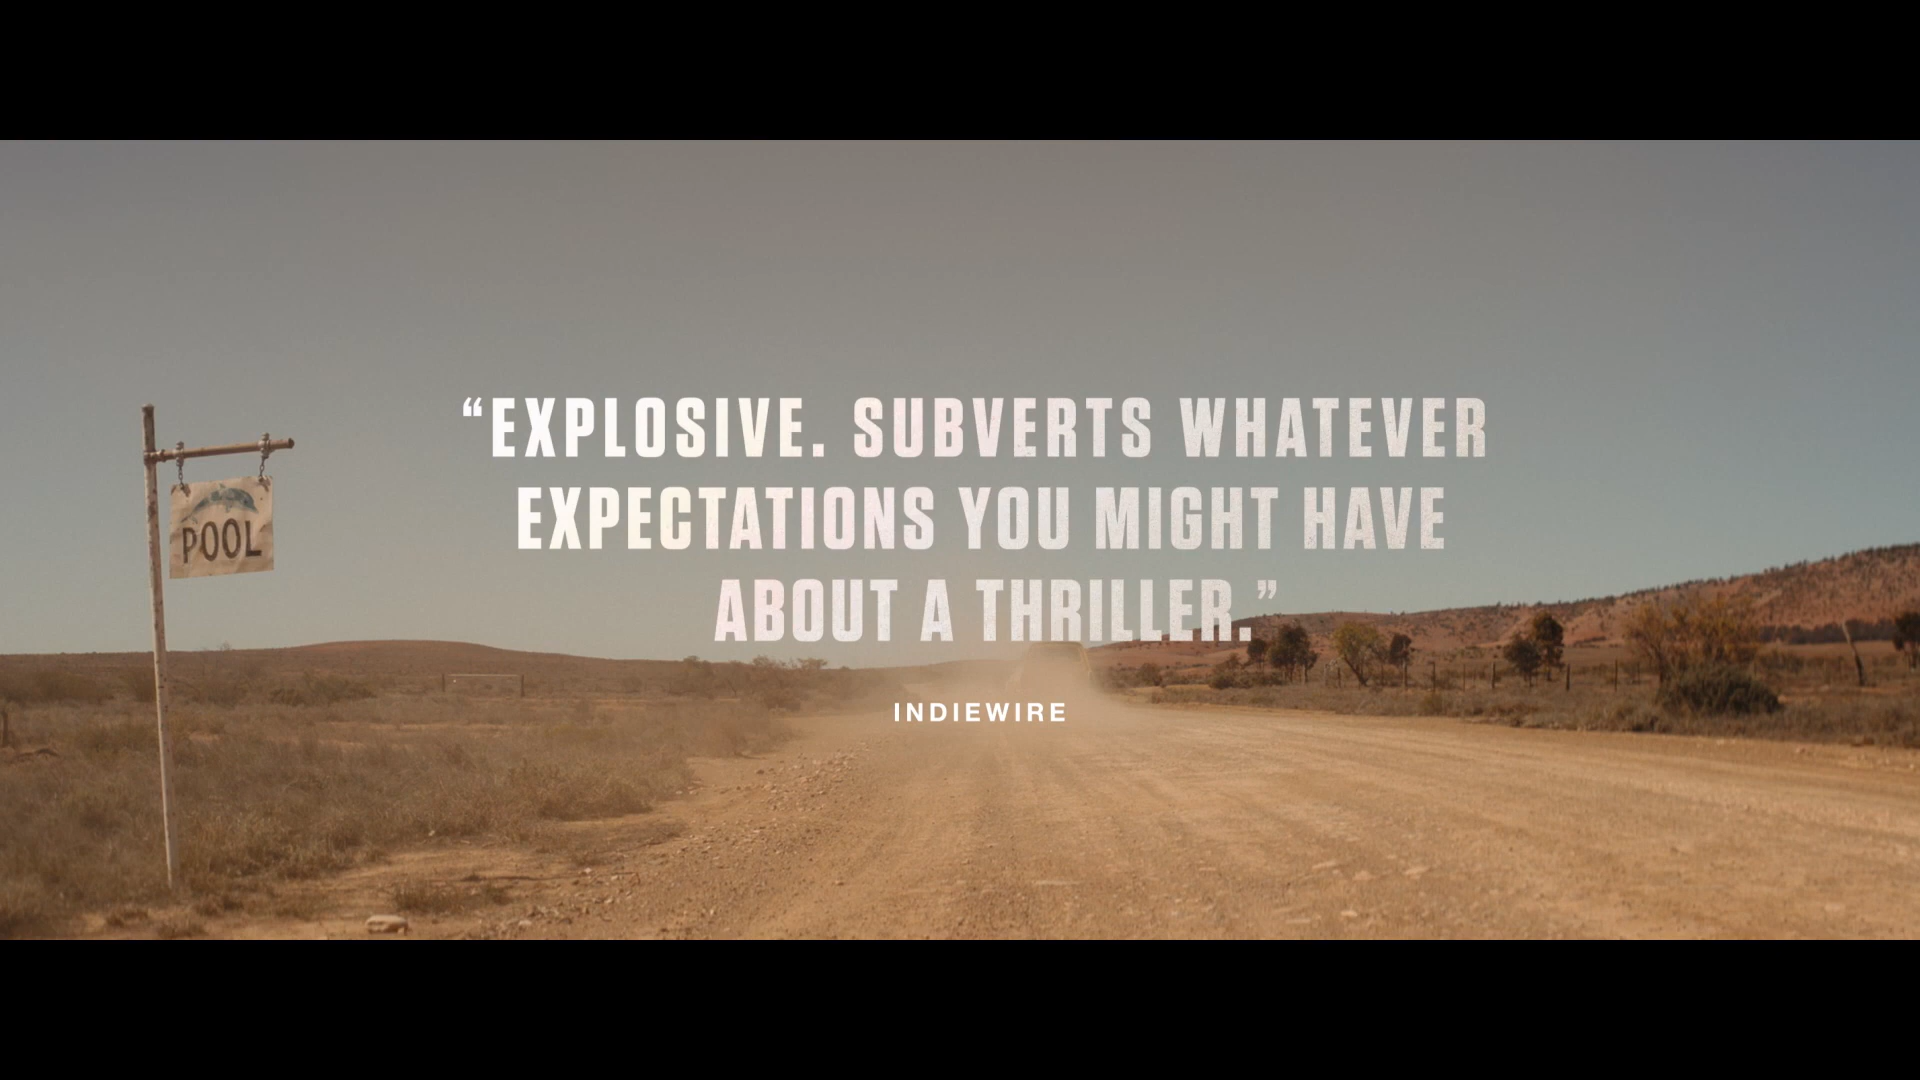 POOL
“EXPLOSIVE. SUBVERTS WHATEVER
EXPECTATIONS YOU MIGHT HAVE
ABOUT A THRILLER.”
INDIEWIRE